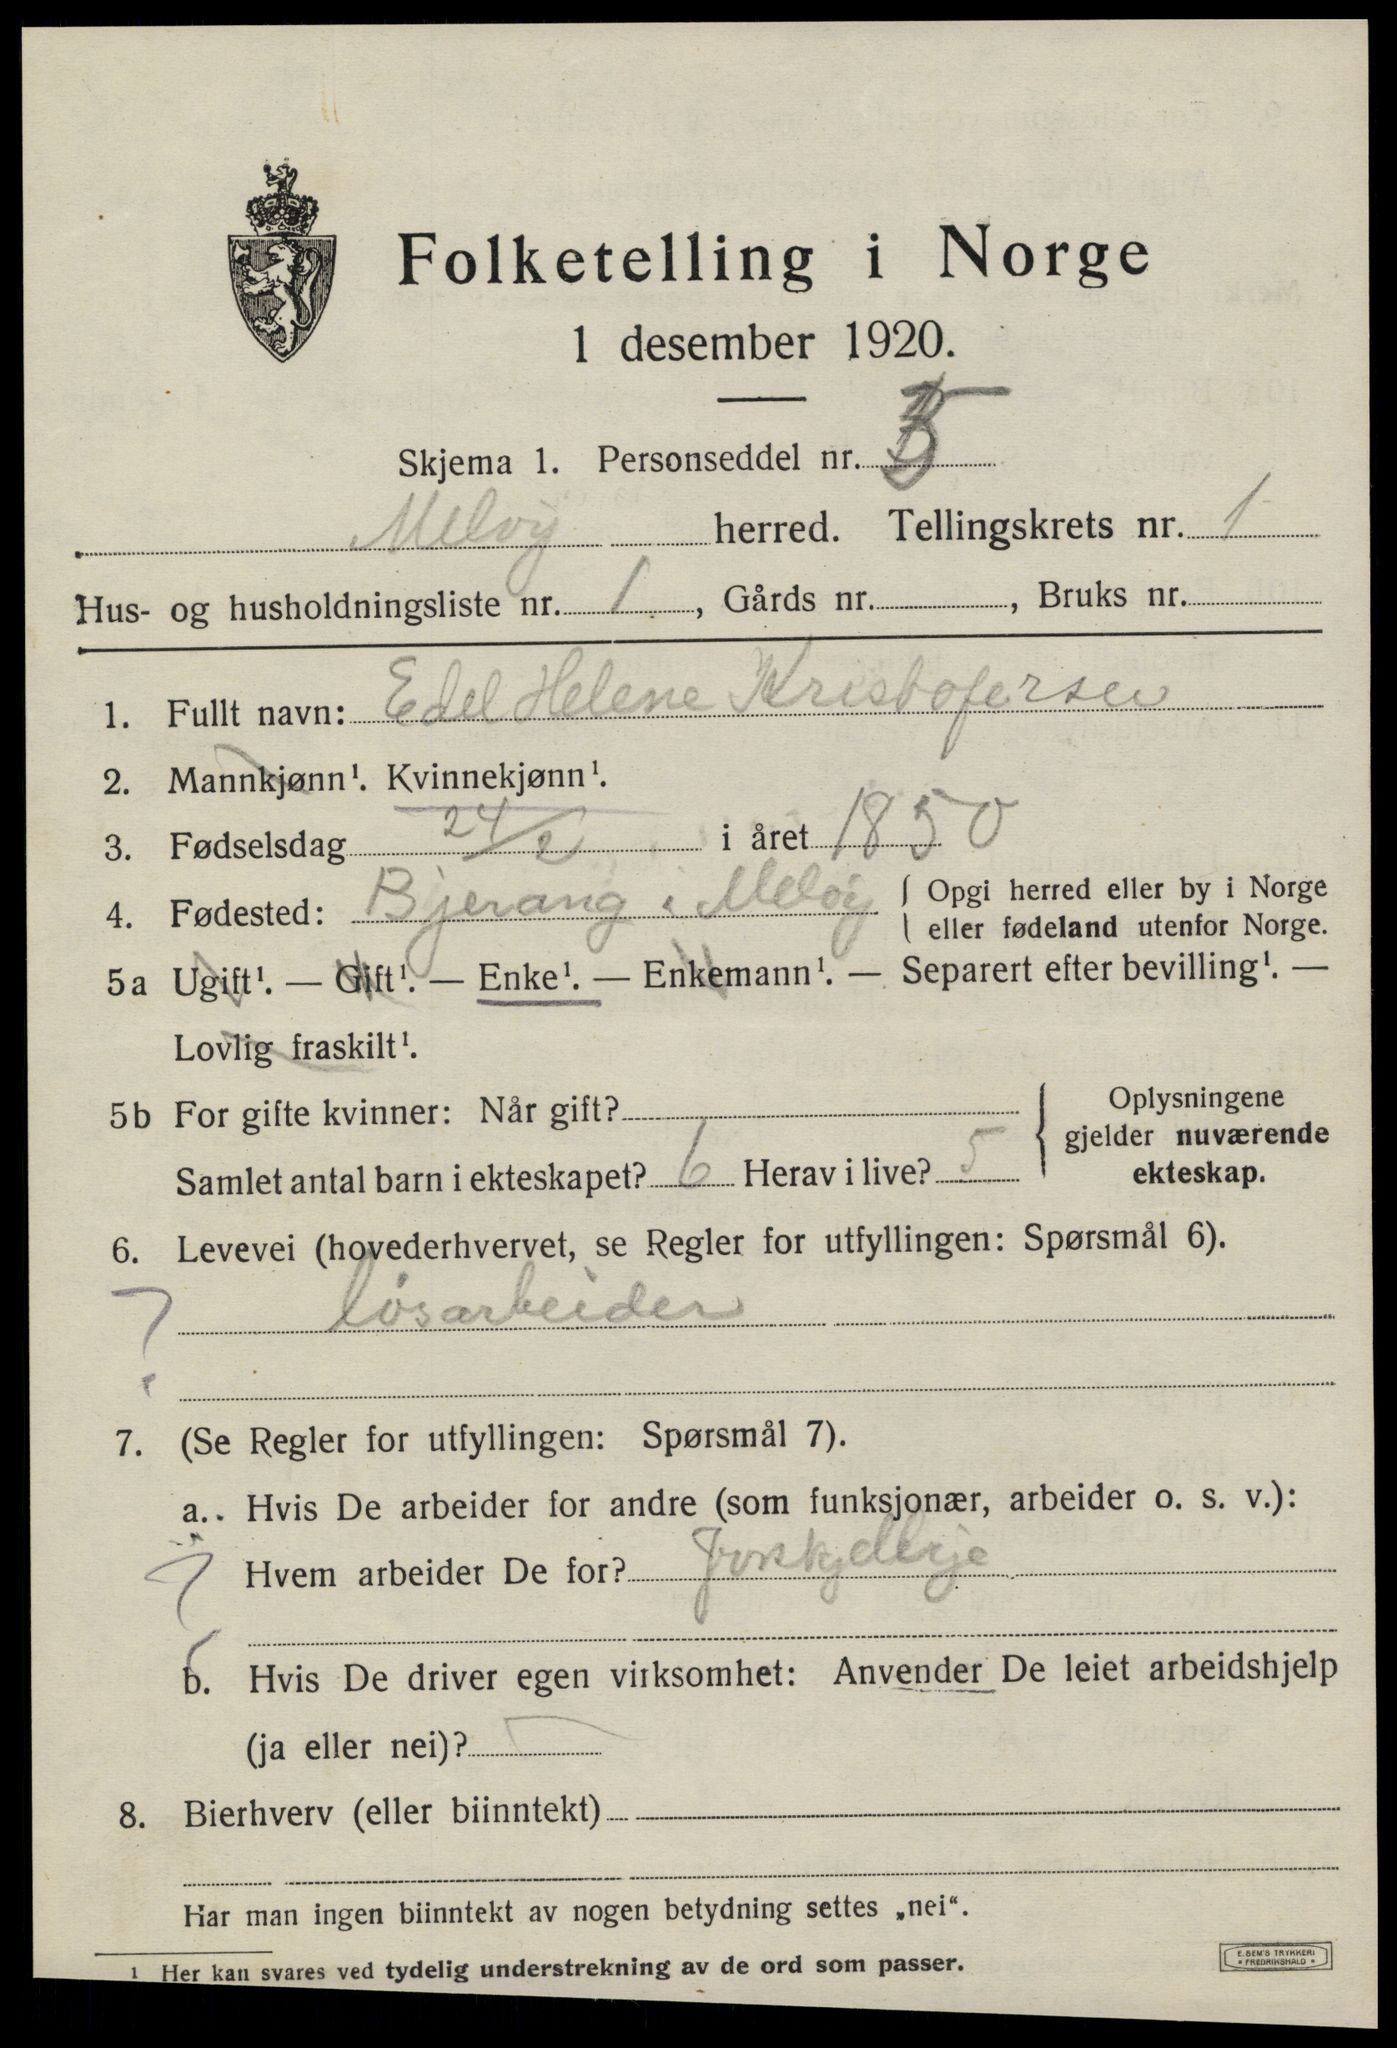 Folketelling i Norge
1 desember 1920.
Skjema 1. Personseddel nr. 5
Meløy herred. Tellingskrets nr. 1
Hus- og husholdningsliste nr. 1, Gårds nr. , Bruks nr.
1. Fullt navn: Edel Helene Kristofersen
2. Mannkjønn¹. Kvinnekjønn¹.
3. Fødselsdag 24/2 i året 1850
4. Fødested: Bjerang i Meløy { Opgi herred eller by i Norge
eller fødeland utenfor Norge.
5a Ugift¹. — Gift¹. — Enke¹. — Enkemann¹. — Separert efter bevilling¹. —
Lovlig fraskilt¹.
5b For gifte kvinner: Når gift? { Oplysningene
gjelder nuværende
Samlet antal barn i ekteskapet? 6 Herav i live? 5 ekteskap.
6. Levevei (hovederhvervet, se Regler for utfyllingen: Spørsmål 6).
? løsarbeider
7. (Se Regler for utfyllingen: Spørsmål 7).
a. Hvis De arbeider for andre (som funksjonær, arbeider o. s. v.):
? Hvem arbeider De for? forskjellige
b. Hvis De driver egen virksomhet: Anvender De leiet arbeidshjelp
(ja eller nei)? —
8. Bierhverv (eller biinntekt)
Har man ingen biinntekt av nogen betydning settes „nei“.
¹ Her kan svares ved tydelig understrekning av de ord som passer.
E. SEM'S TRYKKERI
* FREDRIKSHALD *